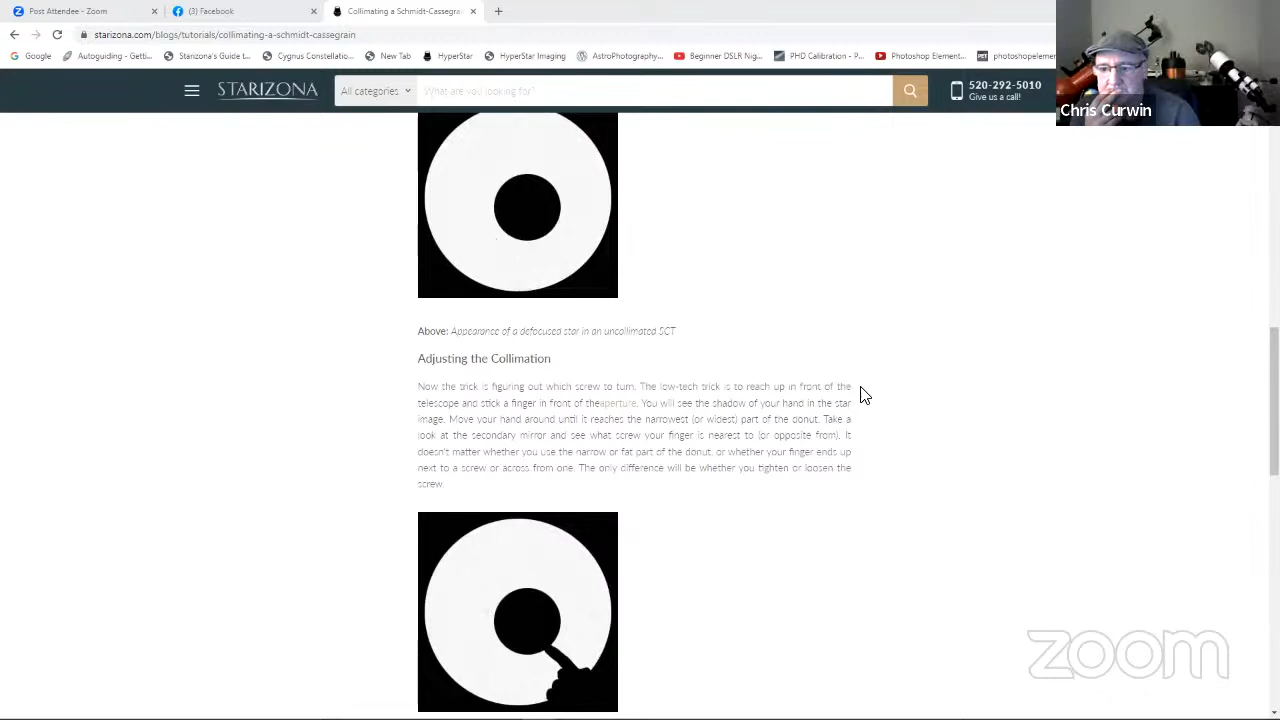 Post Attendee - Zoom
(3) Facebook
Collimating a Schmidt-Cassegra
starizona.com/blogs/tutorials/collimating-a-schmidt-cassegrain
Google
Autoguiding - Getti...
Starizona's Guide t...
Cygnus Constellatio...
New Tab
HyperStar
HyperStar Imaging
AstroPhotography...
Beginner DSLR Nig...
PHD Calibration - P...
Photoshop Element...
photoshopelemen
STARIZONA
All categories
What are you looking for?
520-292-5010
Give us a call!
Chris Curwin
Above: Appearance of a defocused star in an uncollimated SCT
Adjusting the Collimation
Now the trick is figuring out which screw to turn. The low-tech trick is to reach up in front of the
telescope and stick a finger in front of theaperture. You will see the shadow of your hand in the star
image. Move your hand around until it reaches the narrowest (or widest) part of the donut. Take a
look at the secondary mirror and see what screw your finger is nearest to (or opposite from). It
doesn't matter whether you use the narrow or fat part of the donut, or whether your finger ends up
next to a screw or across from one. The only difference will be whether you tighten or loosen the
screw.
zoom